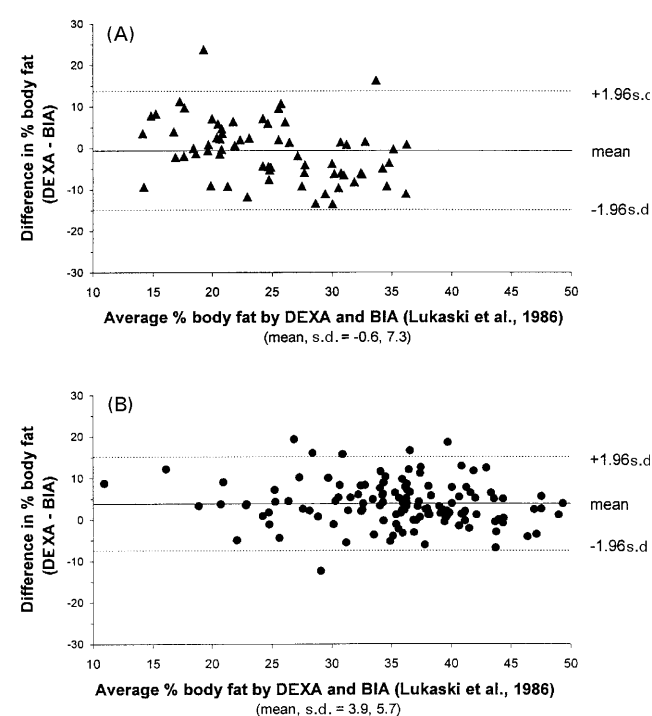 (A)
Difference in % body fat
(DEXA - BIA)
30
20
10
0
-10
-20
-30
+1.96s.d
mean
-1.96s.d
10 15 20 25 30 35 40 45 50
Average % body fat by DEXA and BIA (Lukaski et al., 1986)
(mean, s.d. = -0.6, 7.3)
(B)
Difference in % body fat
(DEXA - BIA)
30
20
10
0
-10
-20
-30
+1.96s.d
mean
-1.96s.d
10 15 20 25 30 35 40 45 50
Average % body fat by DEXA and BIA (Lukaski et al., 1986)
(mean, s.d. = 3.9, 5.7)